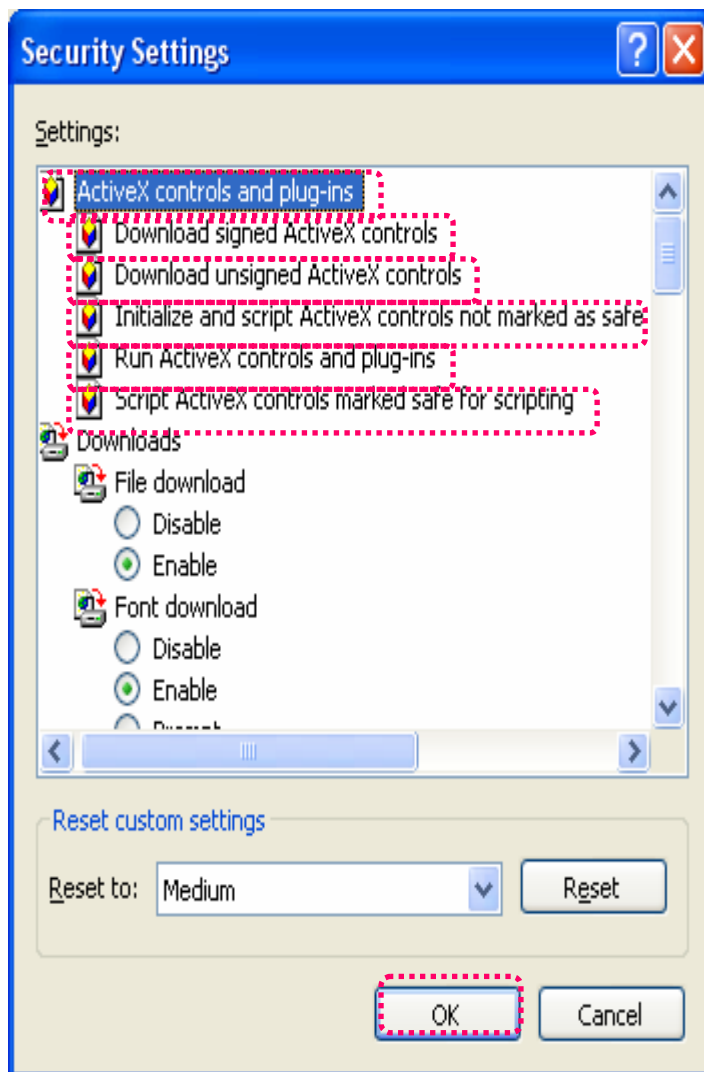 Security Settings
Settings:
ActiveX controls and plug-ins
Download signed ActiveX controls
Download unsigned ActiveX controls
Initialize and script ActiveX controls not marked as safe
Run ActiveX controls and plug-ins
Script ActiveX controls marked safe for scripting
Downloads
File download
Disable
Enable
Font download
Disable
Enable
Reset custom settings
Reset to: Medium Reset
OK Cancel